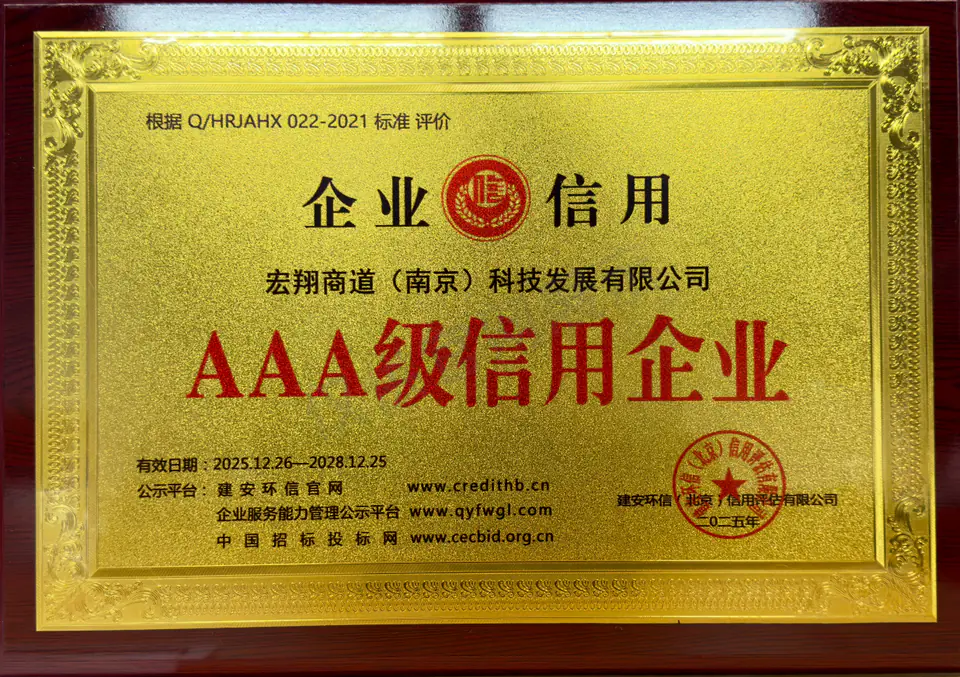 根据 Q/HRJAHX 022-2021 标准 评价
企业 信 信用
宏翔商道（南京）科技发展有限公司
AAA级信用企业
有效日期：2025.12.26—2028.12.25
公示平台：建安环信官网 www.credithb.cn
企业服务能力管理公示平台 www.qyfwgl.com
中国招标投标网 www.cecbid.org.cn
建安环信（北京）信用评估有限公司
二〇二五年